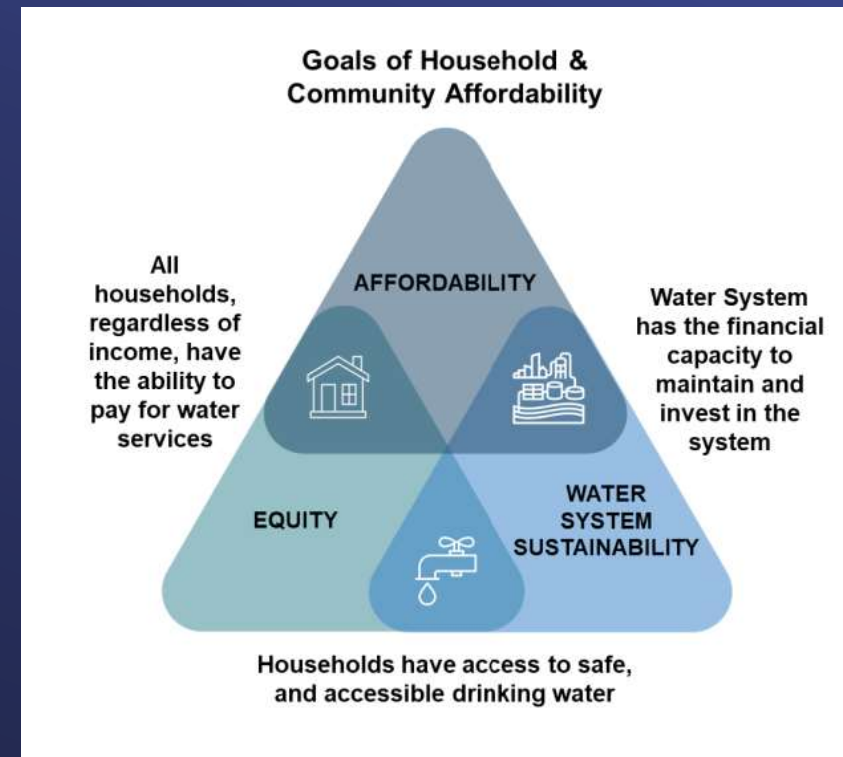 Goals of Household &
Community Affordability
AFFORDABILITY
All
households,
regardless of
income, have
the ability to
pay for water
services
Water System
has the financial
capacity to
maintain and
invest in the
system
EQUITY
WATER
SYSTEM
SUSTAINABILITY
Households have access to safe,
and accessible drinking water